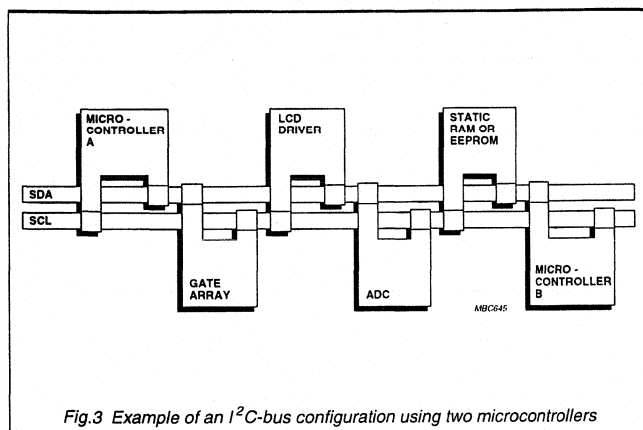 MICRO -
CONTROLLER
A
LCD
DRIVER
STATIC
RAM OR
EEPROM
SDA
SCL
GATE
ARRAY
ADC
MICRO -
CONTROLLER
B
MBC645
Fig.3 Example of an I²C-bus configuration using two microcontrollers